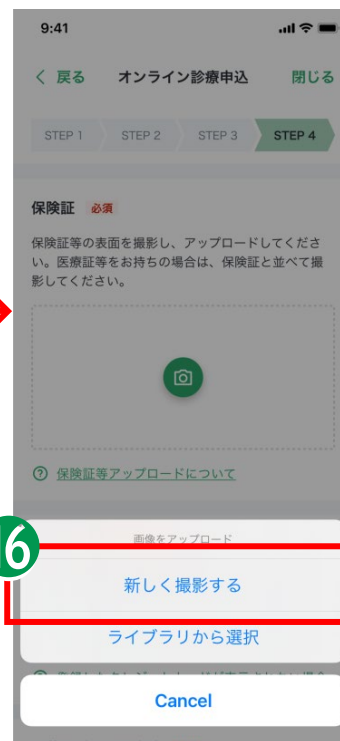 9:41
戻る オンライン診療申込 閉じる
STEP 1 STEP 2 STEP 3 STEP 4
保険証 必須
保険証等の表面を撮影し、アップロードしてくださ
い。医療証等をお持ちの場合は、保険証と並べて撮
影してください。
保険証等アップロードについて
画像をアップロード
16
新しく撮影する
ライブラリから選択
Cancel